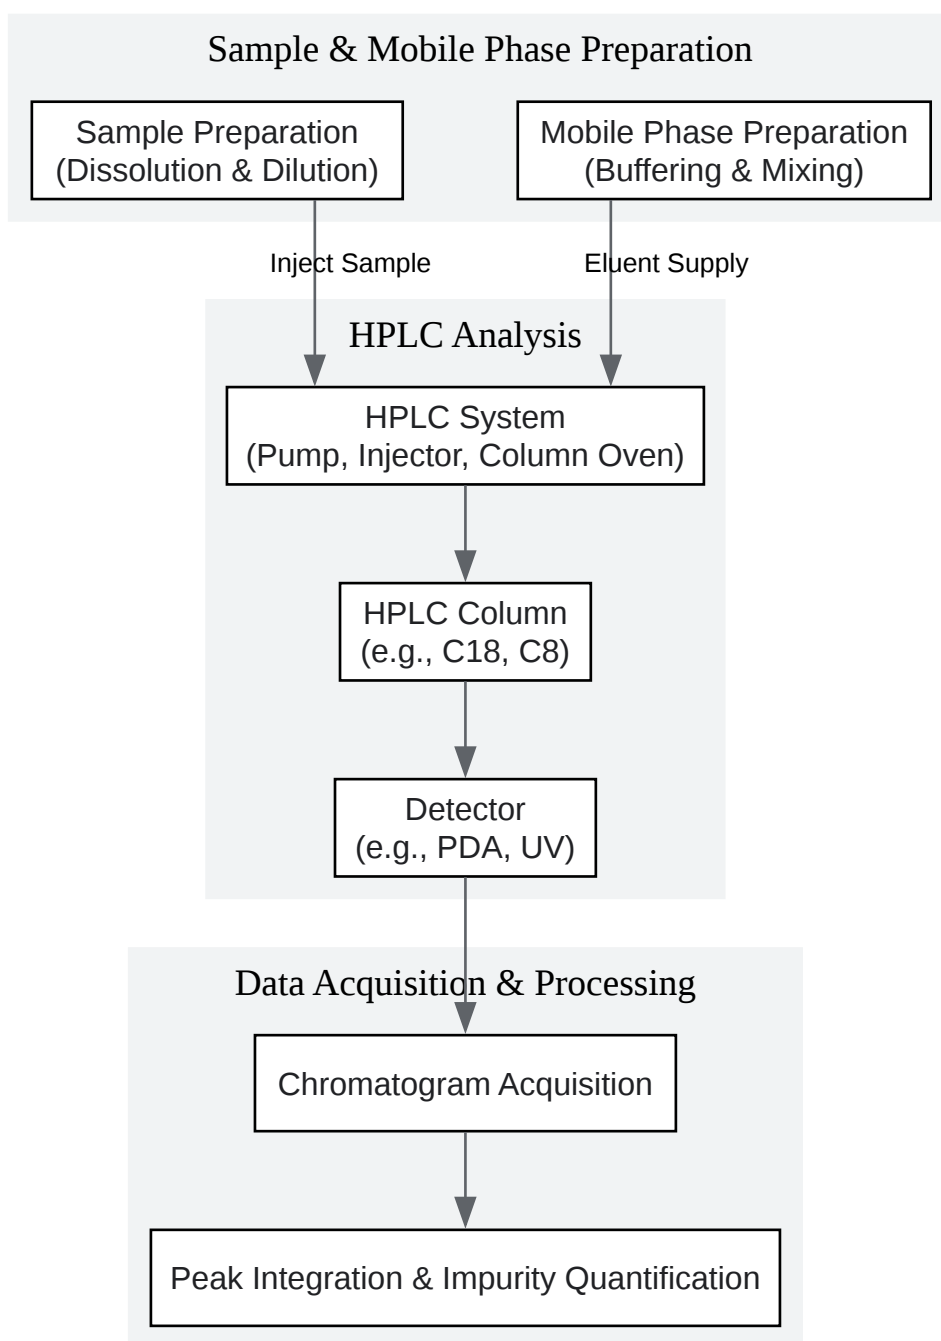 Sample & Mobile Phase Preparation
Sample Preparation
(Dissolution & Dilution)
Mobile Phase Preparation
(Buffering & Mixing)
Inject Sample
Eluent Supply
HPLC Analysis
HPLC System
(Pump, Injector, Column Oven)
HPLC Column
(e.g., C18, C8)
Detector
(e.g., PDA, UV)
Data Acquisition & Processing
Chromatogram Acquisition
Peak Integration & Impurity Quantification